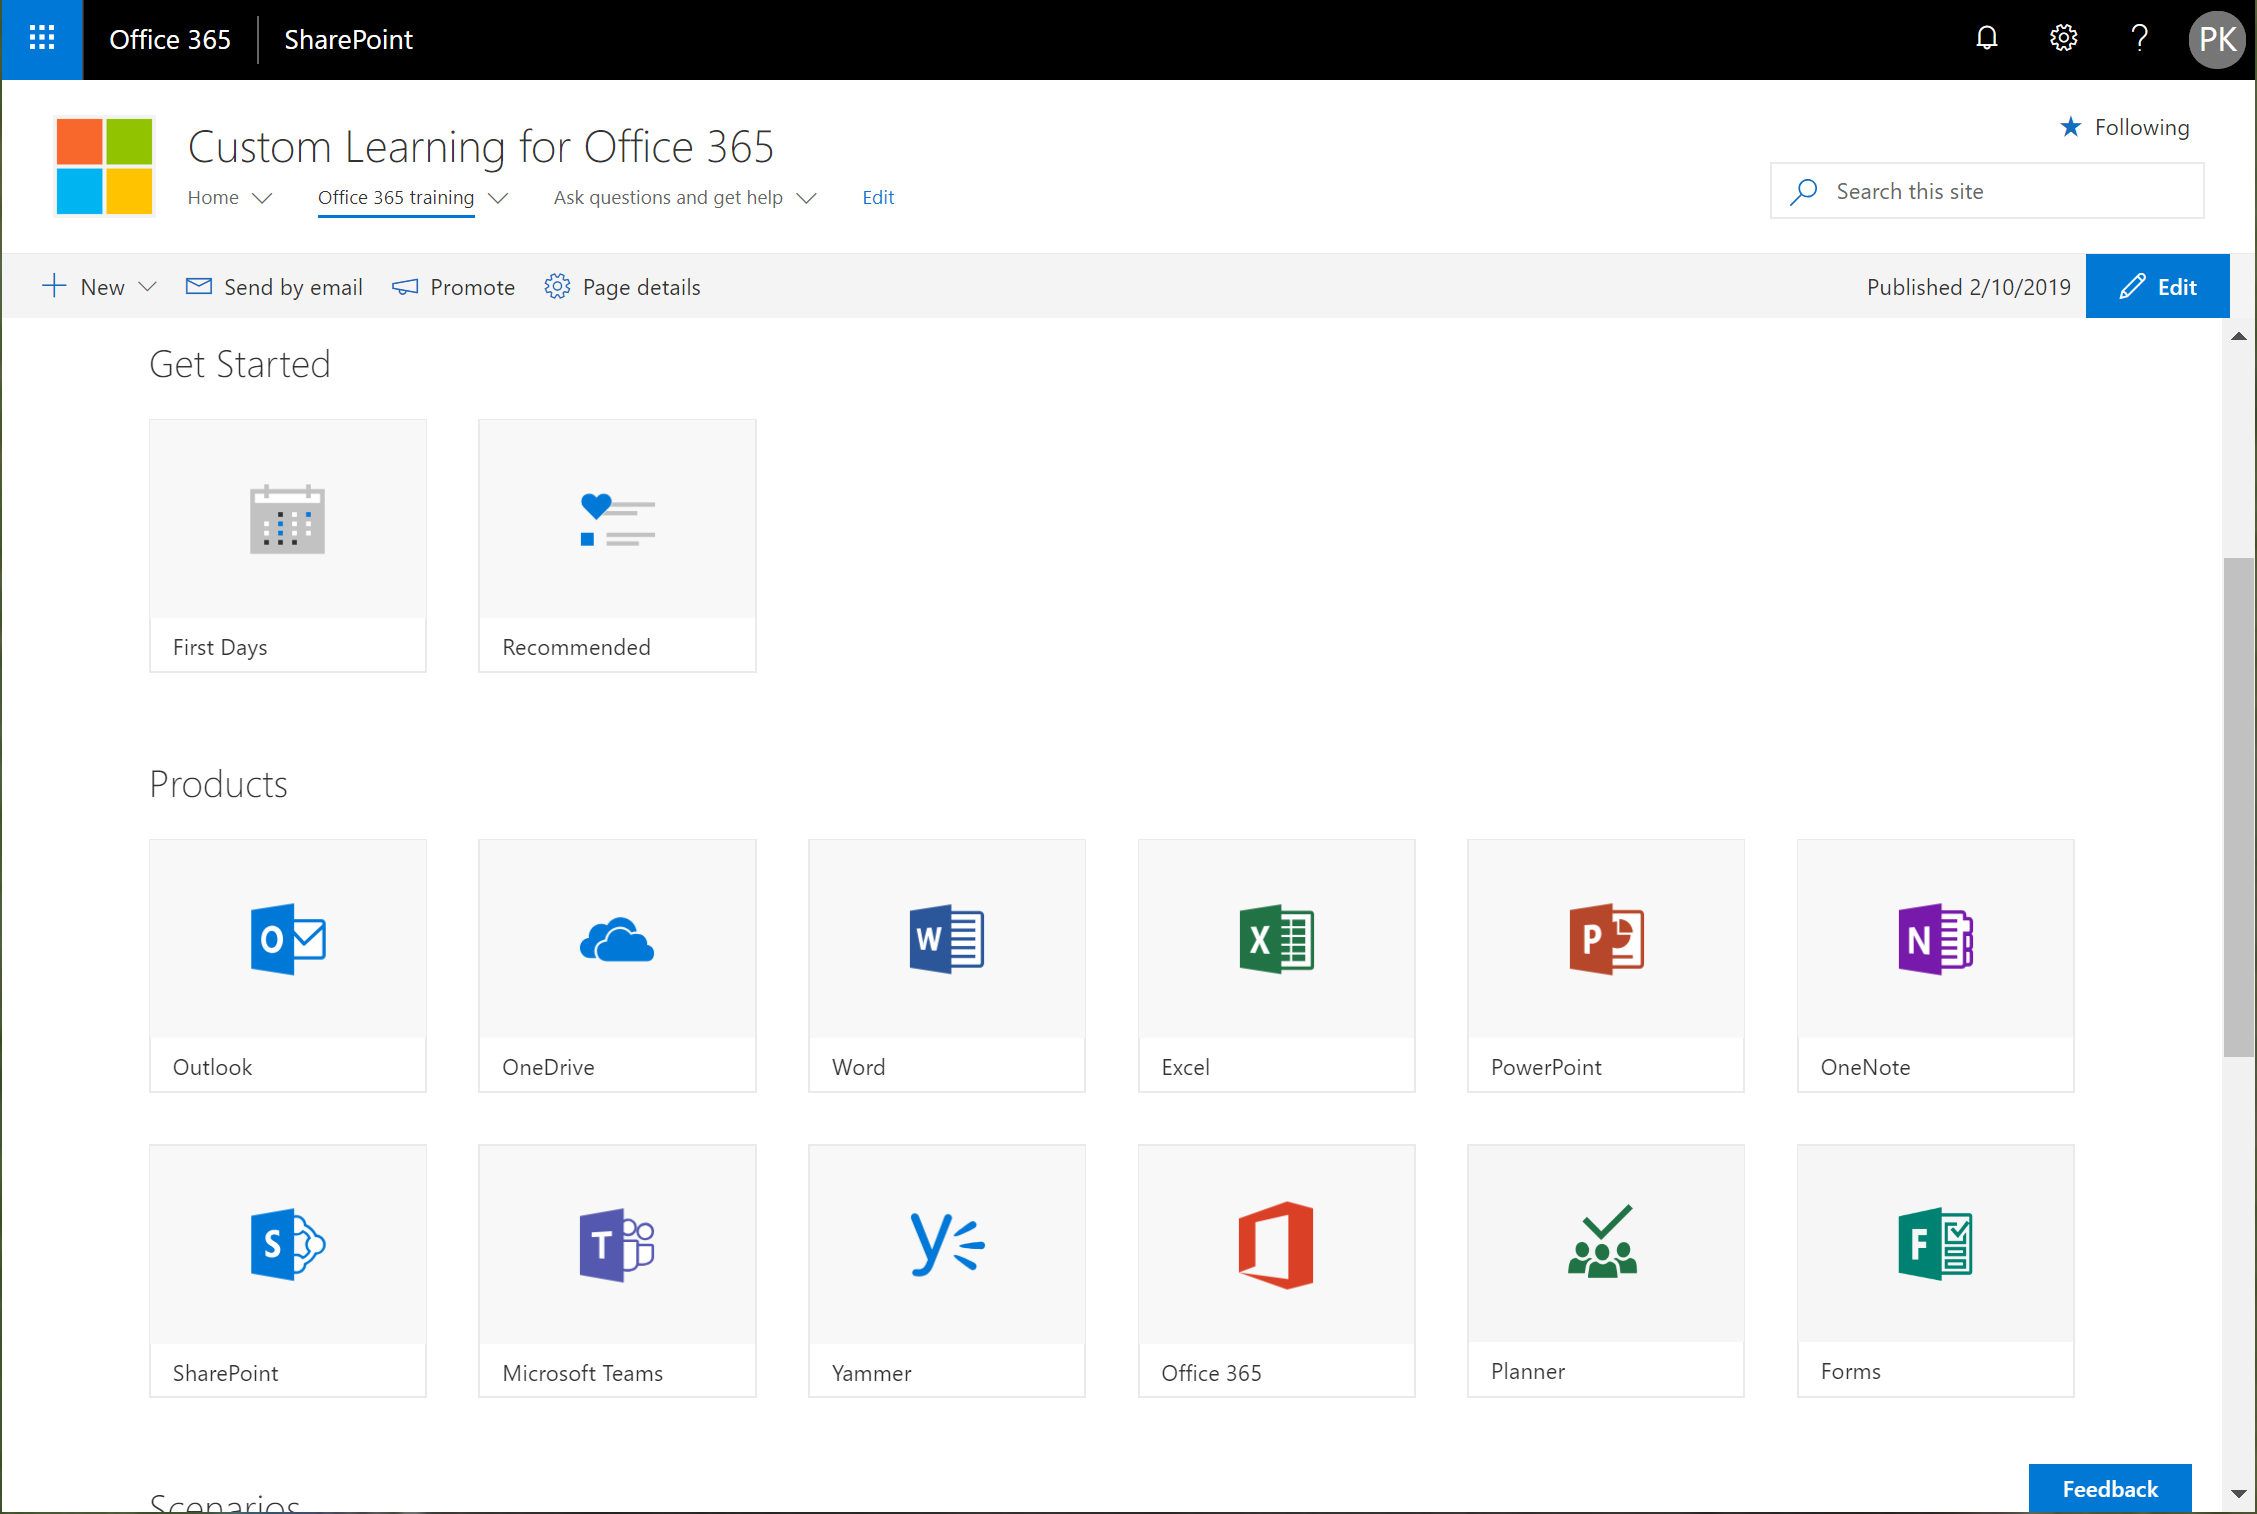 Office 365 SharePoint PK
Custom Learning for Office 365
Following
Home Office 365 training Ask questions and get help Edit
Search this site
New Send by email Promote Page details Published 2/10/2019 Edit
Get Started
First Days Recommended
Products
O W X P N
Outlook OneDrive Word Excel PowerPoint OneNote
S T y F
SharePoint Microsoft Teams Yammer Office 365 Planner Forms
Scenarios
Feedback